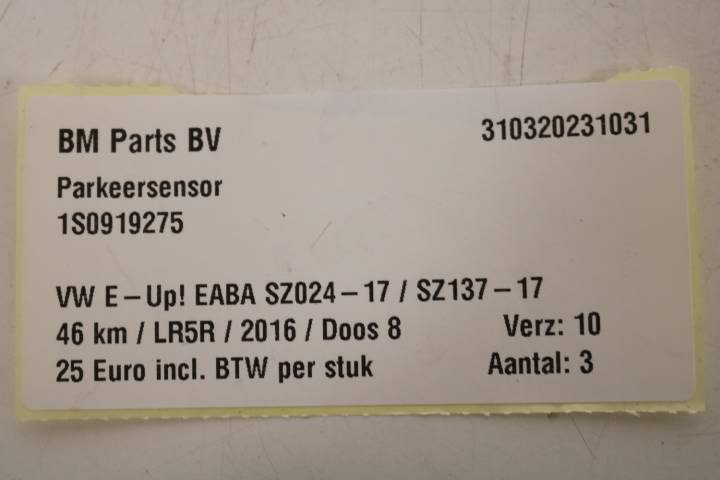 BM Parts BV 310320231031
Parkeersensor
1S0919275
VW E-Up! EABA SZ024-17 / SZ137-17
46 km / LR5R / 2016 / Doos 8 Verz: 10
25 Euro incl. BTW per stuk Aantal: 3